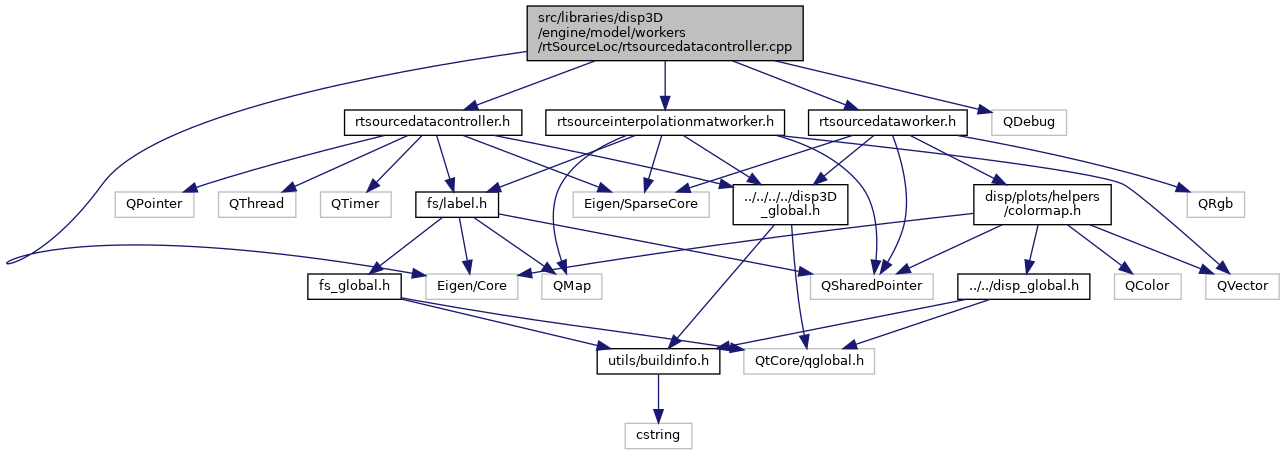 src/libraries/disp3D
/engine/model/workers
/rtSourceLoc/rtsourcedatacontroller.cpp
rtsourcedatacontroller.h
rtsourceinterpolationmatworker.h
rtsourcedataworker.h
QDebug
QPointer
QThread
QTimer
fs/label.h
Eigen/SparseCore
../../../../disp3D
_global.h
disp/plots/helpers
/colormap.h
QRgb
fs_global.h
Eigen/Core
QMap
QSharedPointer
../../disp_global.h
QColor
QVector
utils/buildinfo.h
QtCore/qglobal.h
cstring